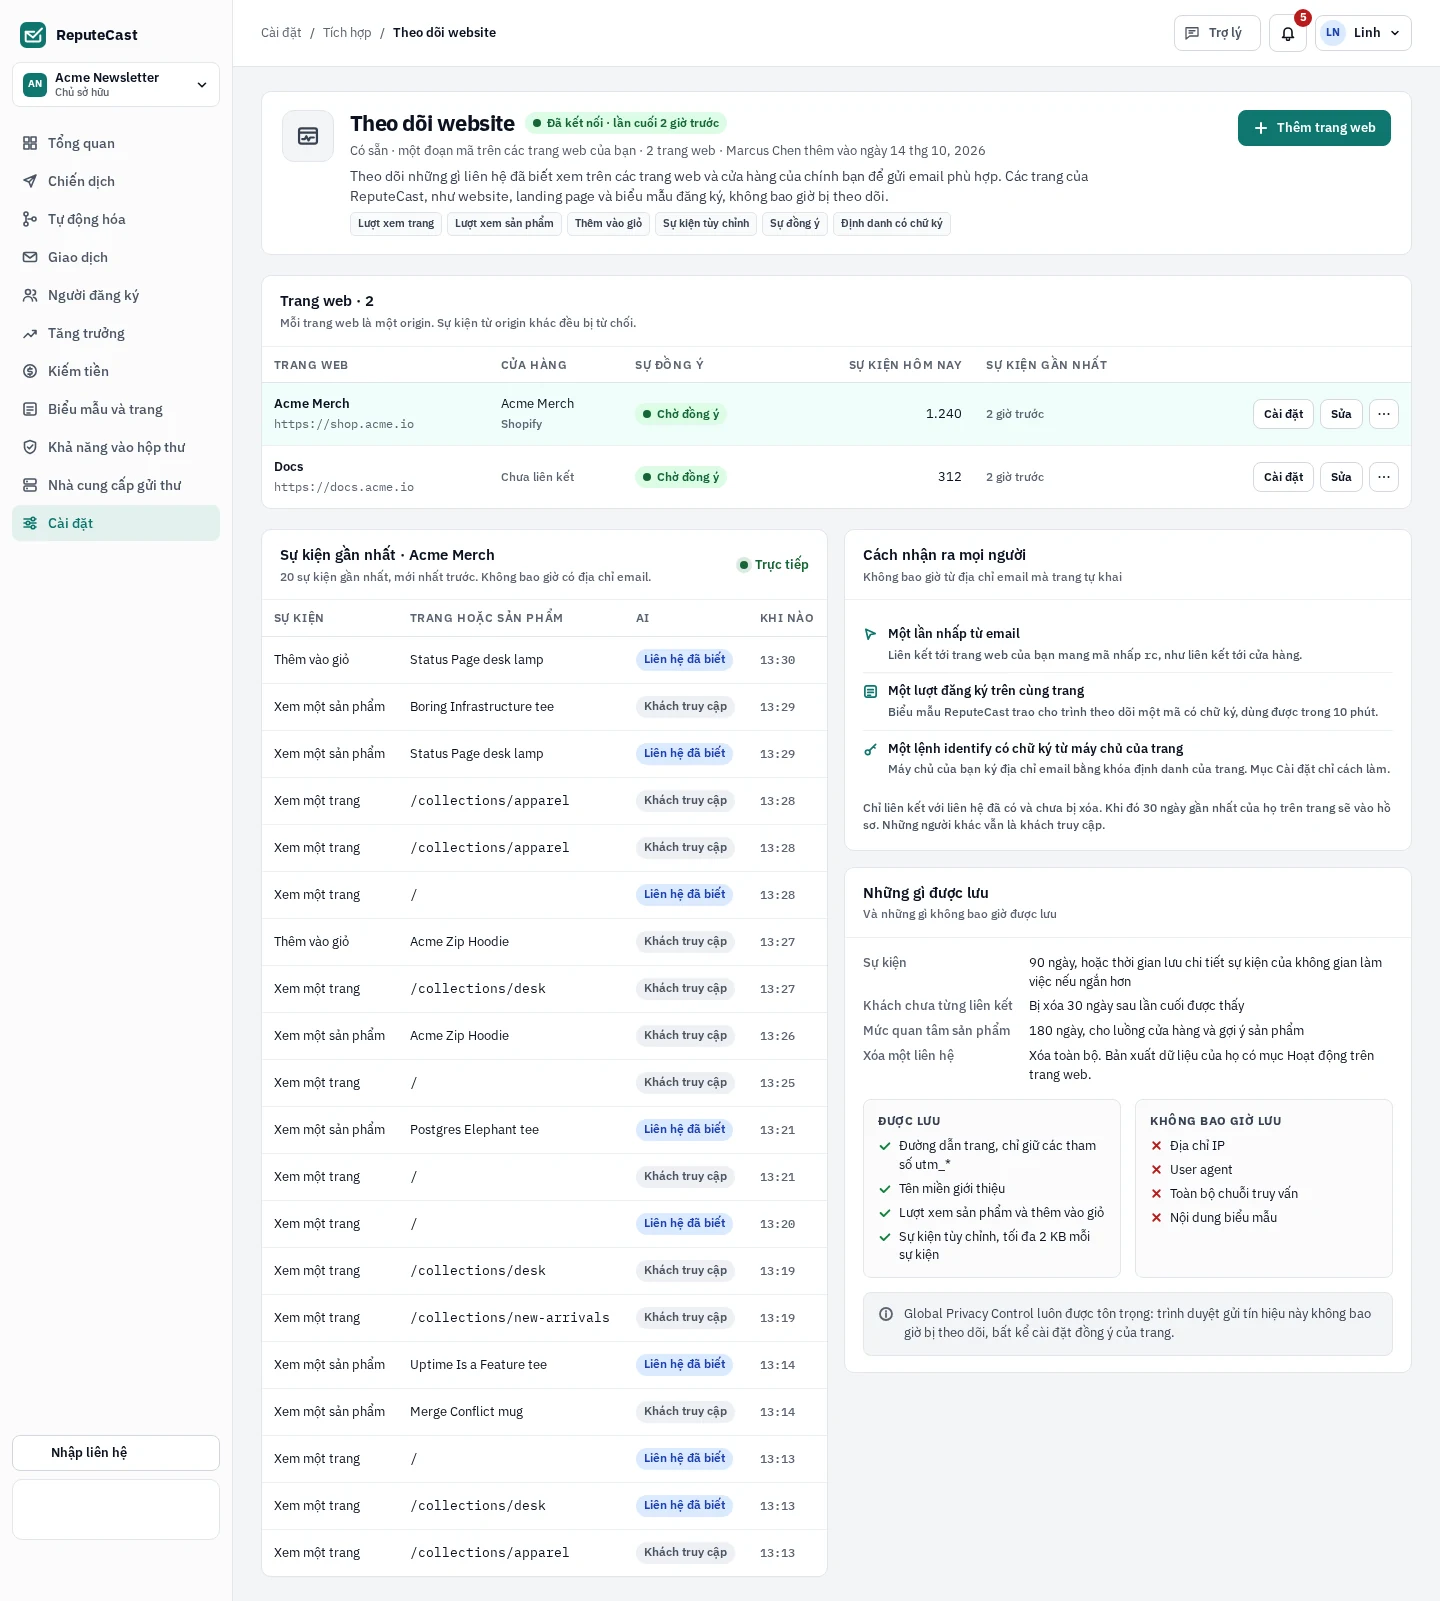 ReputeCast
AN
Acme Newsletter
Chủ sở hữu
Tổng quan
Chiến dịch
Tự động hóa
Giao dịch
Người đăng ký
Tăng trưởng
Kiếm tiền
Biểu mẫu và trang
Khả năng vào hộp thư
Nhà cung cấp gửi thư
Cài đặt
Nhập liên hệ
Cài đặt / Tích hợp / Theo dõi website
Trợ lý
5
LN Linh
Theo dõi website
Đã kết nối · lần cuối 2 giờ trước
Thêm trang web
Có sẵn · một đoạn mã trên các trang web của bạn · 2 trang web · Marcus Chen thêm vào ngày 14 thg 10, 2026
Theo dõi những gì liên hệ đã biết xem trên các trang web và cửa hàng của chính bạn để gửi email phù hợp. Các trang của
ReputeCast, như website, landing page và biểu mẫu đăng ký, không bao giờ bị theo dõi.
Lượt xem trang Lượt xem sản phẩm Thêm vào giỏ Sự kiện tùy chỉnh Sự đồng ý Định danh có chữ ký
Trang web · 2
Mỗi trang web là một origin. Sự kiện từ origin khác đều bị từ chối.
TRANG WEB CỬA HÀNG SỰ ĐỒNG Ý SỰ KIỆN HÔM NAY SỰ KIỆN GẦN NHẤT
Acme Merch
https://shop.acme.io
Acme Merch
Shopify
Chờ đồng ý 1.240 2 giờ trước Cài đặt Sửa ...
Docs
https://docs.acme.io
Chưa liên kết Chờ đồng ý 312 2 giờ trước Cài đặt Sửa ...
Sự kiện gần nhất · Acme Merch
20 sự kiện gần nhất, mới nhất trước. Không bao giờ có địa chỉ email.
Trực tiếp
SỰ KIỆN TRANG HOẶC SẢN PHẨM AI KHI NÀO
Thêm vào giỏ Status Page desk lamp Liên hệ đã biết 13:30
Xem một sản phẩm Boring Infrastructure tee Khách truy cập 13:29
Xem một sản phẩm Status Page desk lamp Liên hệ đã biết 13:29
Xem một trang /collections/apparel Khách truy cập 13:28
Xem một trang /collections/apparel Khách truy cập 13:28
Xem một trang / Liên hệ đã biết 13:28
Thêm vào giỏ Acme Zip Hoodie Khách truy cập 13:27
Xem một trang /collections/desk Khách truy cập 13:27
Xem một sản phẩm Acme Zip Hoodie Khách truy cập 13:26
Xem một trang / Khách truy cập 13:25
Xem một sản phẩm Postgres Elephant tee Liên hệ đã biết 13:21
Xem một trang / Khách truy cập 13:21
Xem một trang / Liên hệ đã biết 13:20
Xem một trang /collections/desk Khách truy cập 13:19
Xem một trang /collections/new-arrivals Khách truy cập 13:19
Xem một sản phẩm Uptime Is a Feature tee Liên hệ đã biết 13:14
Xem một sản phẩm Merge Conflict mug Khách truy cập 13:14
Xem một trang / Liên hệ đã biết 13:13
Xem một trang /collections/desk Liên hệ đã biết 13:13
Xem một trang /collections/apparel Khách truy cập 13:13
Cách nhận ra mọi người
Không bao giờ từ địa chỉ email mà trang tự khai
Một lần nhấp từ email
Liên kết tới trang web của bạn mang mã nhấp rc, như liên kết tới cửa hàng.
Một lượt đăng ký trên cùng trang
Biểu mẫu ReputeCast trao cho trình theo dõi một mã có chữ ký, dùng được trong 10 phút.
Một lệnh identify có chữ ký từ máy chủ của trang
Máy chủ của bạn ký địa chỉ email bằng khóa định danh của trang. Mục Cài đặt chỉ cách làm.
Chỉ liên kết với liên hệ đã có và chưa bị xóa. Khi đó 30 ngày gần nhất của họ trên trang sẽ vào hồ
sơ. Những người khác vẫn là khách truy cập.
Những gì được lưu
Và những gì không bao giờ được lưu
Sự kiện 90 ngày, hoặc thời gian lưu chi tiết sự kiện của không gian làm
việc nếu ngắn hơn
Khách chưa từng liên kết Bị xóa 30 ngày sau lần cuối được thấy
Mức quan tâm sản phẩm 180 ngày, cho luồng cửa hàng và gợi ý sản phẩm
Xóa một liên hệ Xóa toàn bộ. Bản xuất dữ liệu của họ có mục Hoạt động trên
trang web.
ĐƯỢC LƯU
Đường dẫn trang, chỉ giữ các tham
số utm_*
Tên miền giới thiệu
Lượt xem sản phẩm và thêm vào giỏ
Sự kiện tùy chỉnh, tối đa 2 KB mỗi
sự kiện
KHÔNG BAO GIỜ LƯU
Địa chỉ IP
User agent
Toàn bộ chuỗi truy vấn
Nội dung biểu mẫu
Global Privacy Control luôn được tôn trọng: trình duyệt gửi tín hiệu này không bao
giờ bị theo dõi, bất kể cài đặt đồng ý của trang.